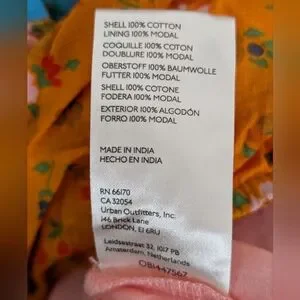 SHELL 100% COTTON
LINING 100% MODAL
COQUILLE 100% COTON
DOUBLURE 100% MODAL
OBERSTOFF 100% BAUMWOLLE
FUTTER 100% MODAL
SHELL 100% COTONE
FODERA 100% MODAL
EXTERIOR 100% ALGODÓN
FORRO 100% MODAL
MADE IN INDIA
HECHO EN INDIA
RN 66170
CA 32054
Urban Outfitters, Inc.
146 Brick Lane
LONDON, E1 6RU
Leidsestraat 32, 1017 PB
Amsterdam, Netherlands
OB1447567